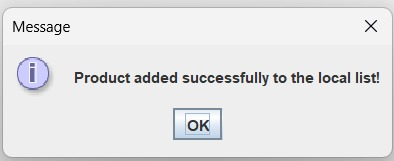 Message
Product added successfully to the local list!
OK